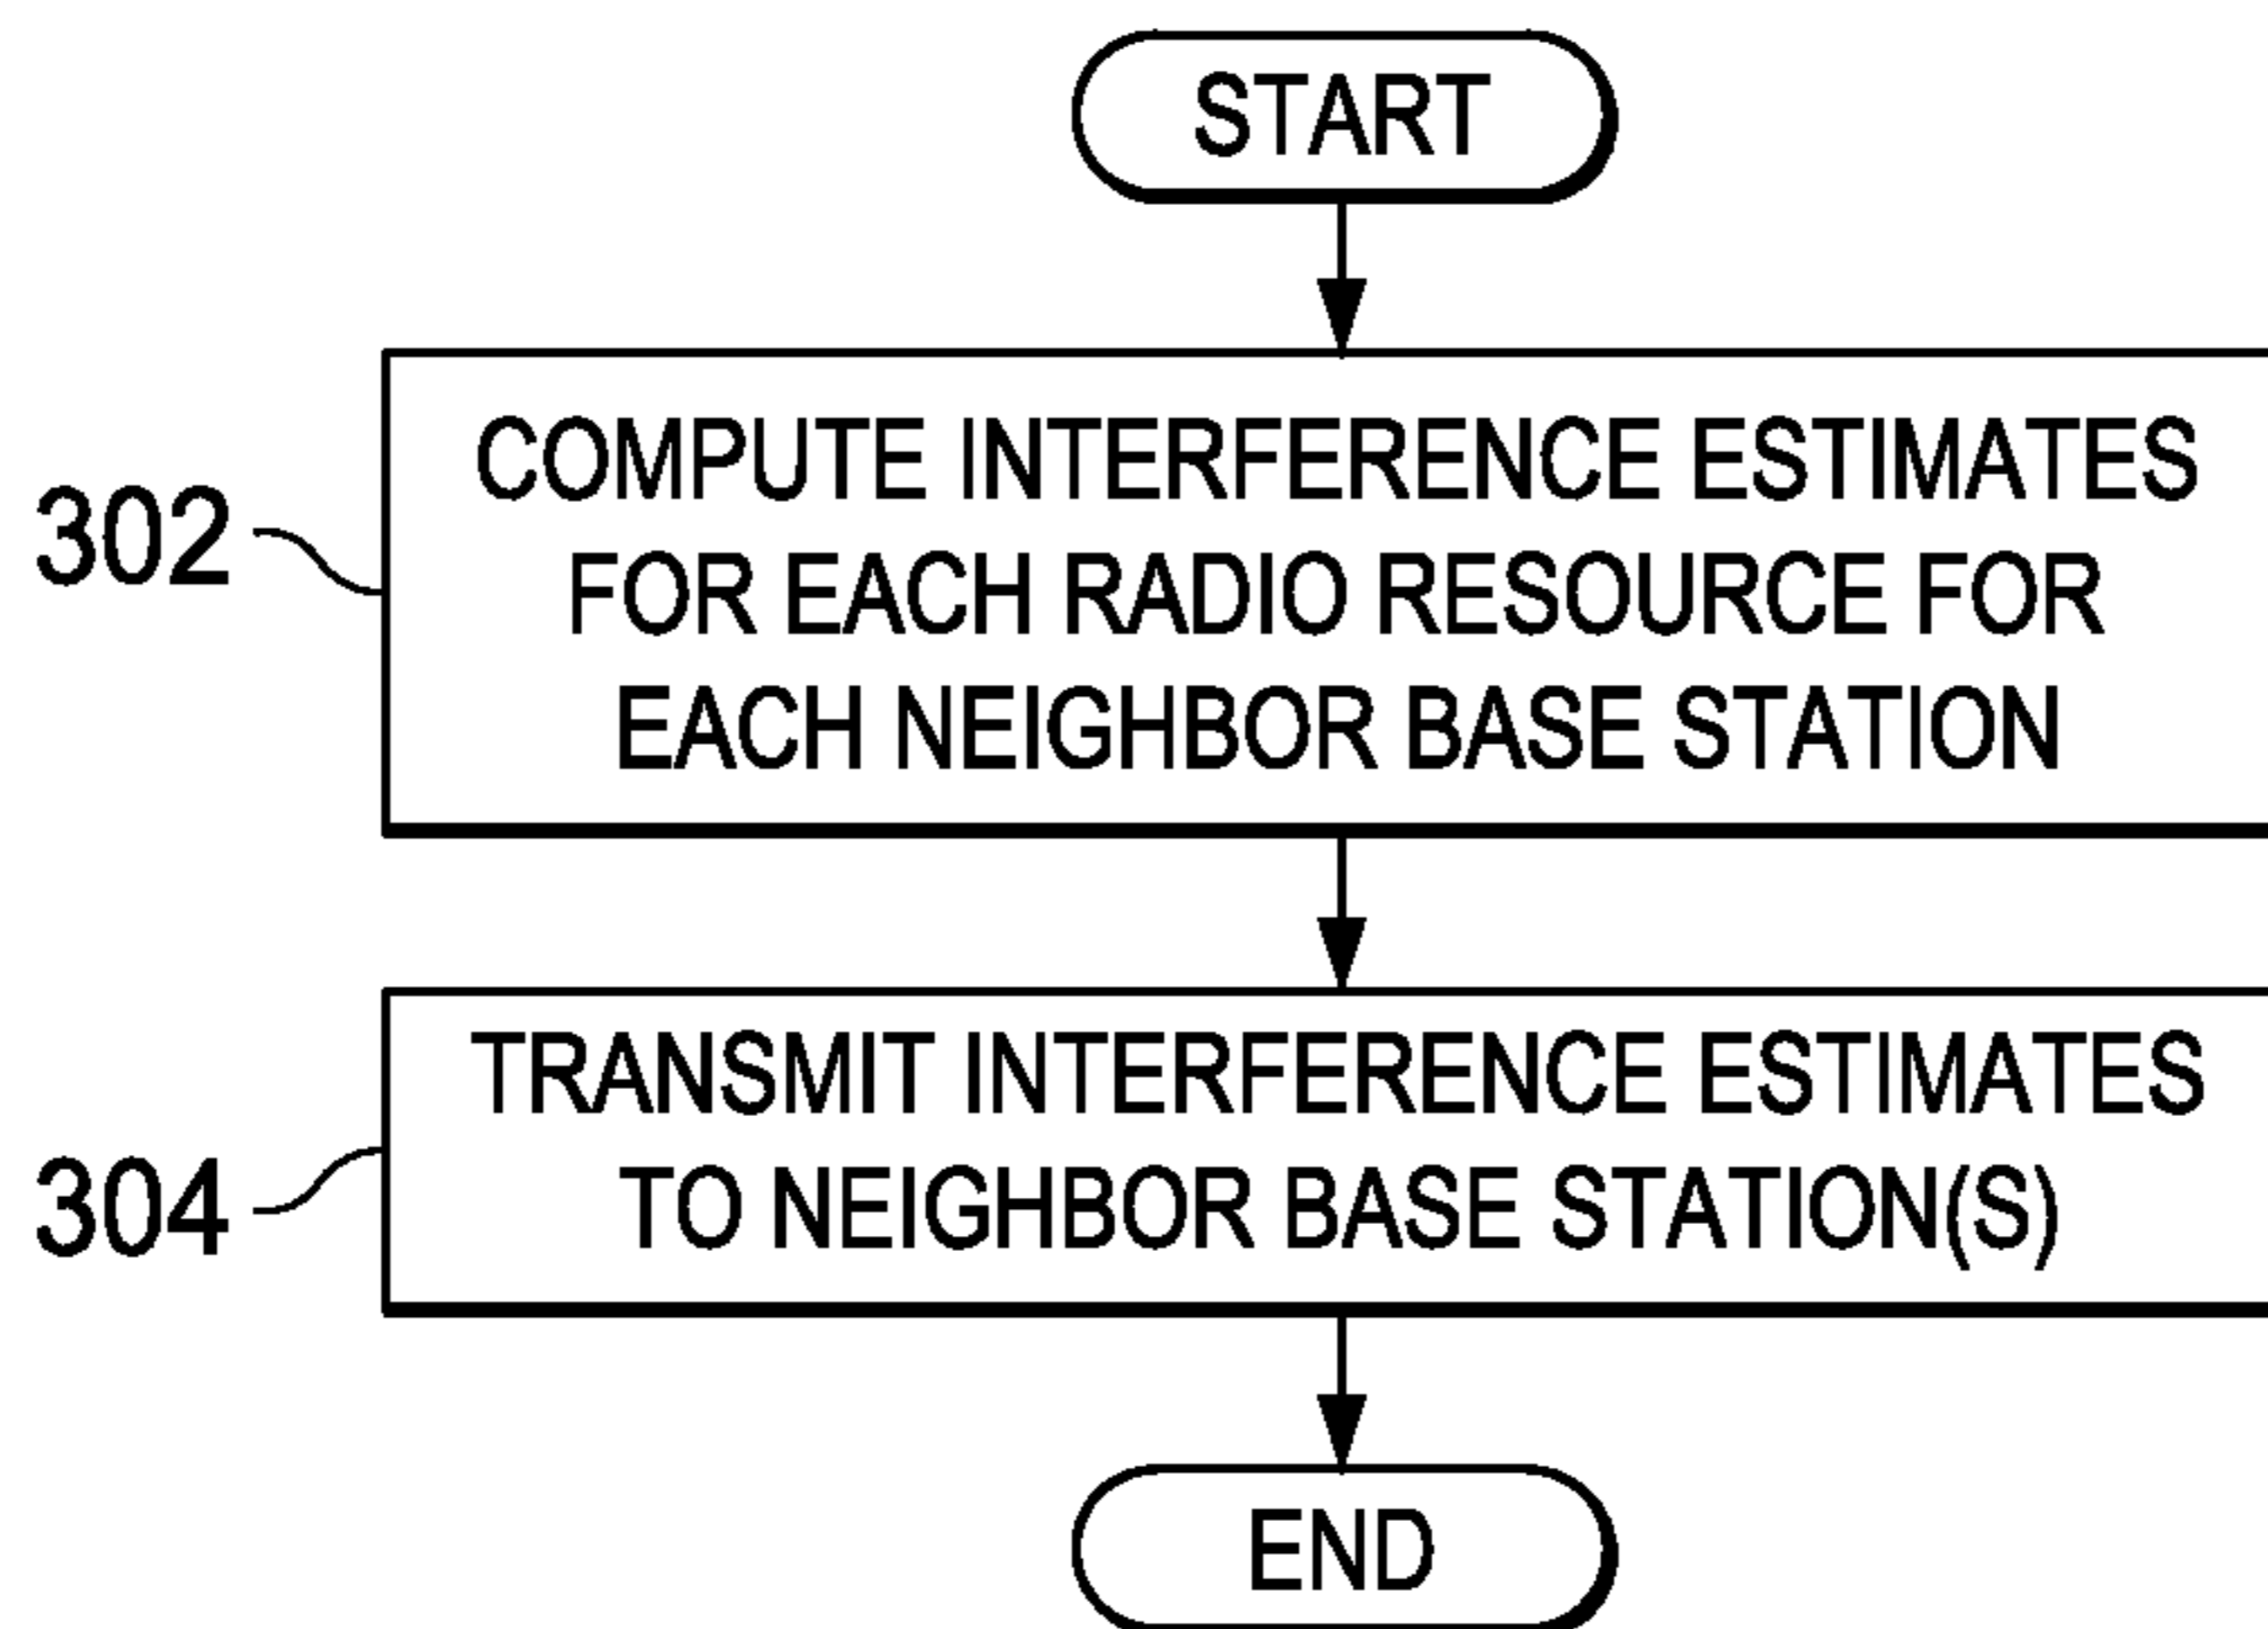 START
302
COMPUTE INTERFERENCE ESTIMATES
FOR EACH RADIO RESOURCE FOR
EACH NEIGHBOR BASE STATION
304
TRANSMIT INTERFERENCE ESTIMATES
TO NEIGHBOR BASE STATION(S)
END